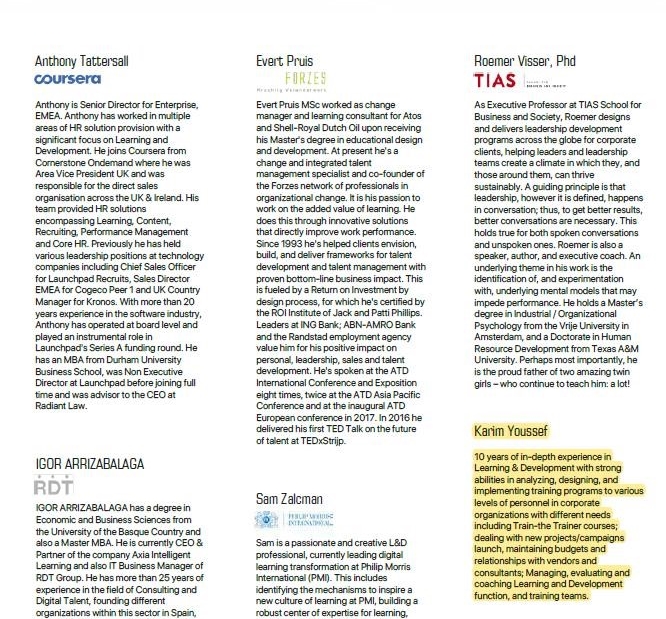 Anthony Tattersall
coursera
Anthony is Senior Director for Enterprise,
EMEA. Anthony has worked in multiple
areas of HR solution provision with a
significant focus on Learning and
Development. He joins Coursera from
Cornerstone Ondemand where he was
Area Vice President UK and was
responsible for the direct sales
organisation across the UK & Ireland. His
team provided HR solutions
encompassing Learning, Content,
Recruiting, Performance Management
and Core HR. Previously he has held
various leadership positions at technology
companies including Chief Sales Officer
for Launchpad Recruits, Sales Director
EMEA for Cogeco Peer 1 and UK Country
Manager for Kronos. With more than 20
years experience in the software industry,
Anthony has operated at board level and
played an instrumental role in
Launchpad's Series A funding round. He
has an MBA from Durham University
Business School, was Non Executive
Director at Launchpad before joining full
time and was advisor to the CEO at
Radiant Law.
IGOR ARRIZABALAGA
RDT
IGOR ARRIZABALAGA has a degree in
Economic and Business Sciences from
the University of the Basque Country and
also a Master MBA. He is currently CEO &
Partner of the company Axia Intelligent
Learning and also IT Business Manager of
RDT Group. He has more than 25 years of
experience in the field of Consulting and
Digital Talent, founding different
organizations within this sector in Spain,
Evert Pruis
FORZES
Evert Pruis MSc worked as change
manager and learning consultant for Atos
and Shell-Royal Dutch Oil upon receiving
his Master's degree in educational design
and development. At present he's a
change and integrated talent
management specialist and co-founder of
the Forzes network of professionals in
organizational change. It is his passion to
work on the added value of learning. He
does this through innovative solutions
that directly improve work performance.
Since 1993 he's helped clients envision,
build, and deliver frameworks for talent
development and talent management with
proven bottom-line business impact. This
is fueled by a Return on Investment by
design process, for which he's certified by
the ROI Institute of Jack and Patti Phillips.
Leaders at ING Bank; ABN-AMRO Bank
and the Randstad employment agency
value him for his positive impact on
personal, leadership, sales and talent
development. He's spoken at the ATD
International Conference and Exposition
eight times, twice at the ATD Asia Pacific
Conference and at the inaugural ATD
European conference in 2017. In 2016 he
delivered his first TED Talk on the future
of talent at TEDxStrijp.
Sam Zalcman
PHILIP MORRIS
INTERNATIONAL
Sam is a passionate and creative L&D
professional, currently leading digital
learning transformation at Philip Morris
International (PMI). This includes
identifying the mechanisms to inspire a
new culture of learning at PMI, building a
robust center of expertise for learning,
Roemer Visser, Phd
TIAS
As Executive Professor at TIAS School for
Business and Society, Roemer designs
and delivers leadership development
programs across the globe for corporate
clients, helping leaders and leadership
teams create a climate in which they, and
those around them, can thrive
sustainably. A guiding principle is that
leadership, however it is defined, happens
in conversation; thus, to get better results,
better conversations are necessary. This
holds true for both spoken conversations
and unspoken ones. Roemer is also a
speaker, author, and executive coach. An
underlying theme in his work is the
identification of, and experimentation
with, underlying mental models that may
impede performance. He holds a Master's
degree in Industrial / Organizational
Psychology from the Vrije University in
Amsterdam, and a Doctorate in Human
Resource Development from Texas A&M
University. Perhaps most importantly, he
is the proud father of two amazing twin
girls – who continue to teach him: a lot!
Karim Youssef
10 years of in-depth experience in
Learning & Development with strong
abilities in analyzing, designing, and
implementing training programs to various
levels of personnel in corporate
organizations with different needs
including Train-the Trainer courses;
dealing with new projects/campaigns
launch, maintaining budgets and
relationships with vendors and
consultants; Managing, evaluating and
coaching Learning and Development
function, and training teams.